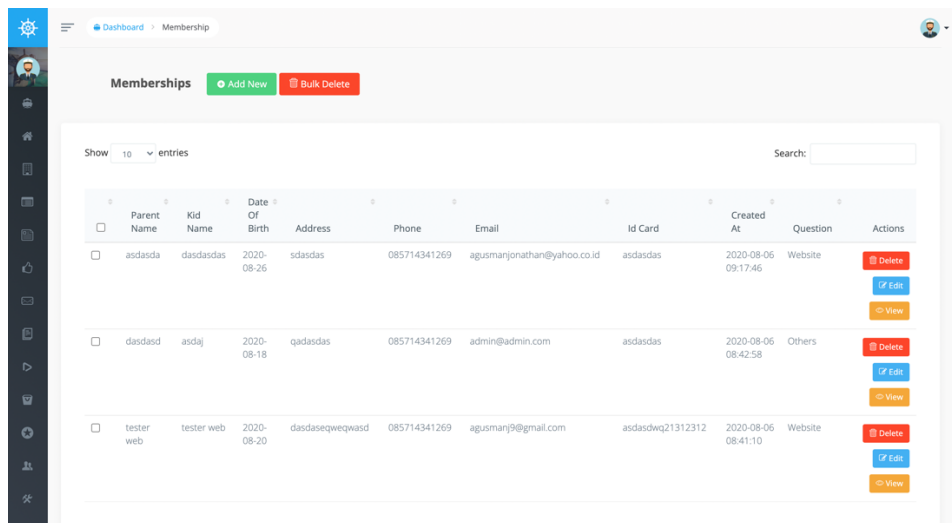 Dashboard > Membership
Memberships Add New Bulk Delete
Show 10 entries Search:
Parent Name Kid Name Date Of Birth Address Phone Email Id Card Created At Question Actions
asdasda dasdasdas 2020-08-26 sdasdas 085714341269 agusmanjonathan@yahoo.co.id asdasdas 2020-08-06 09:17:46 Website Delete
Edit
View
dasdasd asdaj 2020-08-18 qadasdas 085714341269 admin@admin.com asdasdas 2020-08-06 08:42:58 Others Delete
Edit
View
tester web tester web 2020-08-20 dasdaseqweqwasd 085714341269 agusmanj9@gmail.com asdasdwq21312312 2020-08-06 08:41:10 Website Delete
Edit
View